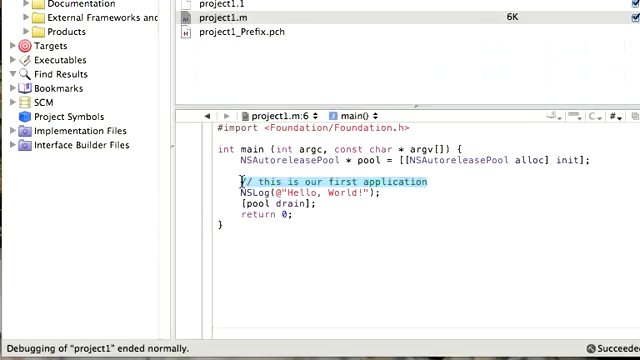 Documentation
project1.1
External Frameworks and
project1.m 6K
Products
project1_Prefix.pch
Targets
Executables
Find Results
Bookmarks
SCM
Project Symbols
Implementation Files
Interface Builder Files
project1.m:6 main()
#import <Foundation/Foundation.h>
int main (int argc, const char * argv[]) {
NSAutoreleasePool * pool = [[NSAutoreleasePool alloc] init];
// this is our first application
NSLog(@"Hello, World!");
[pool drain];
return 0;
}
Debugging of "project1" ended normally.
Succeede